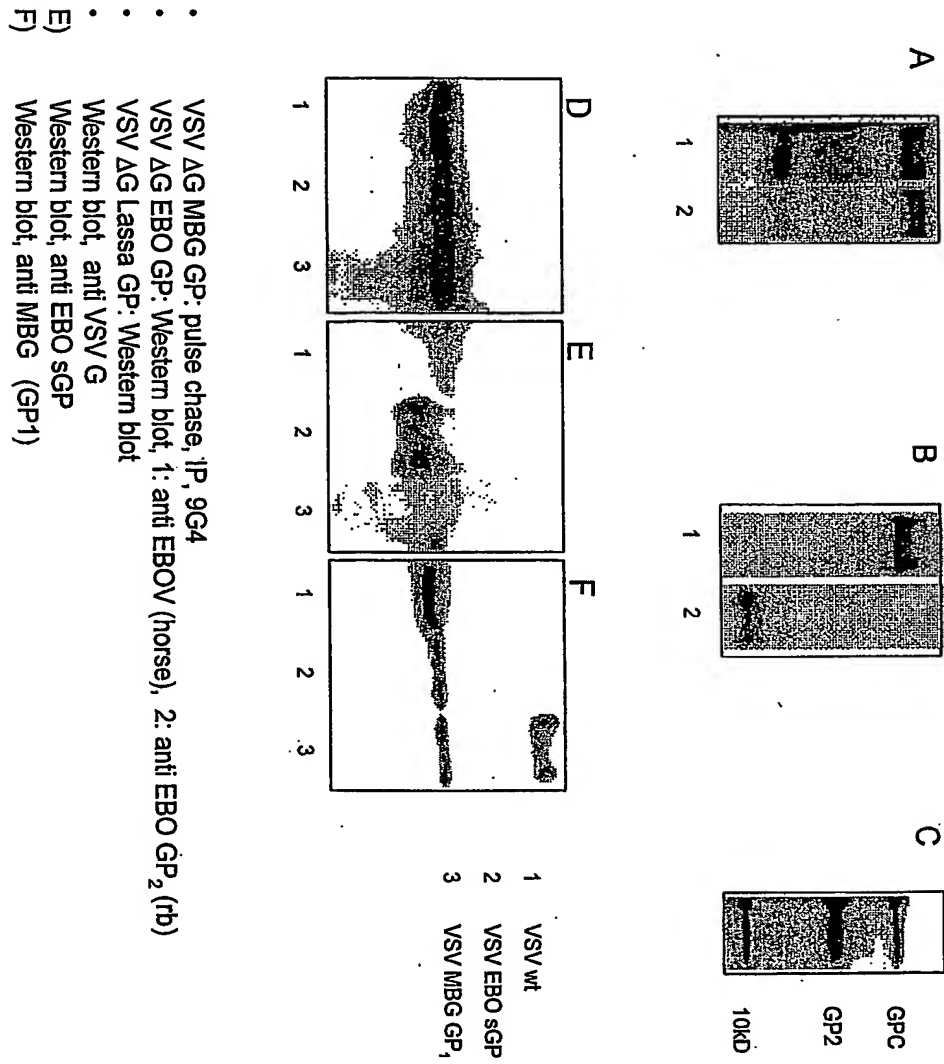 A
1
2
B
1
2
C
GPC
GP2
10kD
D
1
2
3
E
1
2
3
F
1
2
3
1 VSV wt
2 VSV EBO sGP
3 VSV MBG GP₁
• VSV ΔG MBG GP: pulse chase, IP, 9G4
• VSV ΔG EBO GP: Western blot, 1: anti EBOV (horse), 2: anti EBO GP₂ (rb)
• VSV ΔG Lassa GP: Western blot
• Western blot, anti VSV G
E) Western blot, anti EBO sGP
F) Western blot, anti MBG (GP1)